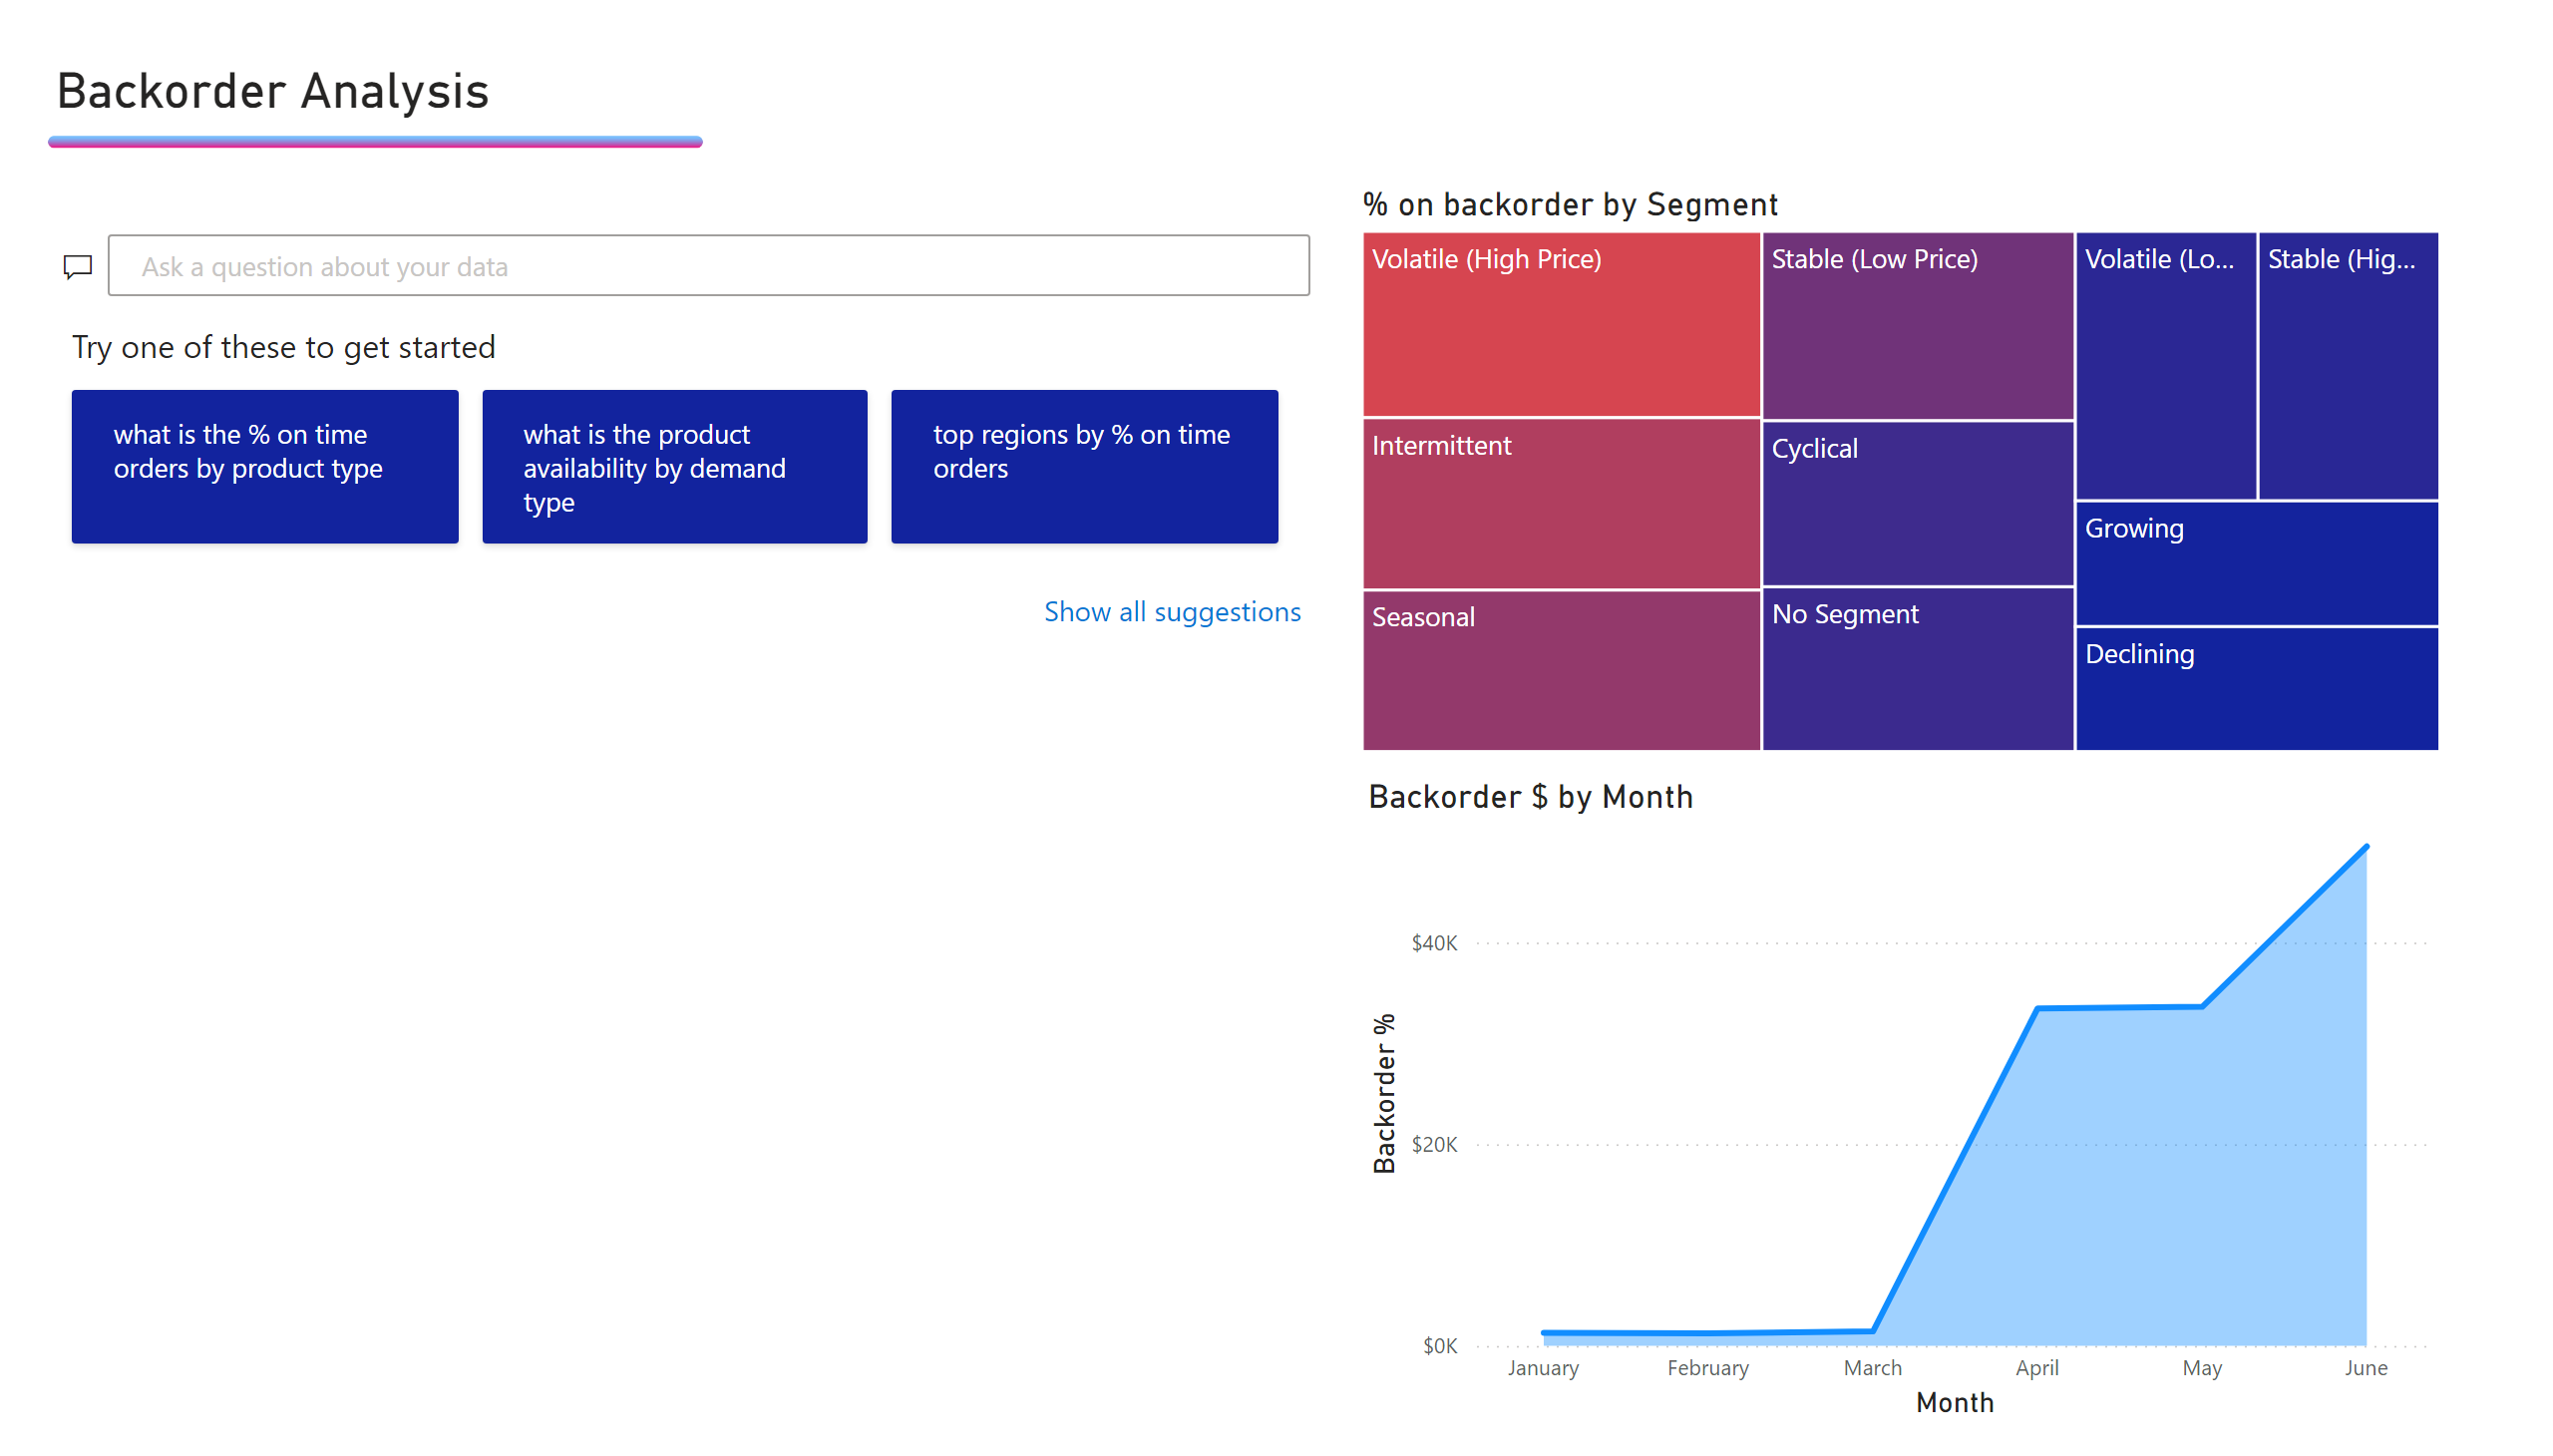 Backorder Analysis
Ask a question about your data
Try one of these to get started
what is the % on time
orders by product type
what is the product
availability by demand
type
top regions by % on time
orders
Show all suggestions
% on backorder by Segment
Volatile (High Price)
Intermittent
Seasonal
Stable (Low Price)
Cyclical
No Segment
Volatile (Lo...
Stable (Hig...
Growing
Declining
Backorder $ by Month
Backorder %
$40K
$20K
$0K
January February March April May June
Month